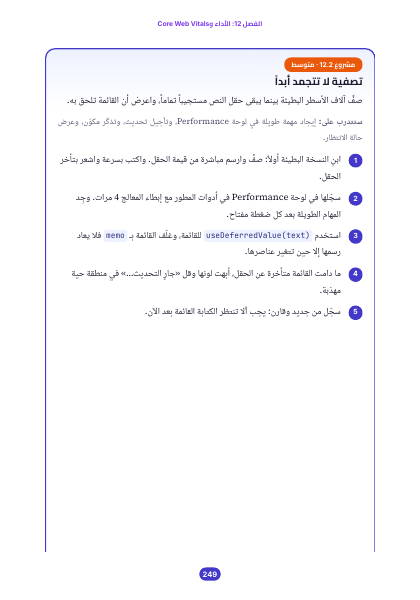 الفصل 12: الأداء وCore Web Vitals
مشروع 12.2 · متوسط
تصفية لا تتجمد أبداً
صفِّ آلاف الأسطر البطيئة بينما يبقى حقل النص مستجيباً تماماً، واعرض أن القائمة تلحق به.
ستتدرب على: إيجاد مهمة طويلة في لوحة Performance، وتأجيل تحديث، وتذكّر مكوّن، وعرض
حالة الانتظار.
1 ابنِ النسخة البطيئة أولاً: صفِّ وارسم مباشرة من قيمة الحقل. واكتب بسرعة واشعر بتأخر
الحقل.
2 سجّلها في لوحة Performance في أدوات المطور مع إبطاء المعالج 4 مرات. وجِد
المهام الطويلة بعد كل ضغطة مفتاح.
3 استخدم useDeferredValue(text) للقائمة، وغلّف القائمة بـ memo فلا يعاد
رسمها إلا حين تتغير عناصرها.
4 ما دامت القائمة متأخرة عن الحقل، أبهت لونها وقل «جارٍ التحديث…» في منطقة حية
مهذبة.
5 سجّل من جديد وقارن: يجب ألا تنتظر الكتابة القائمة بعد الآن.
249